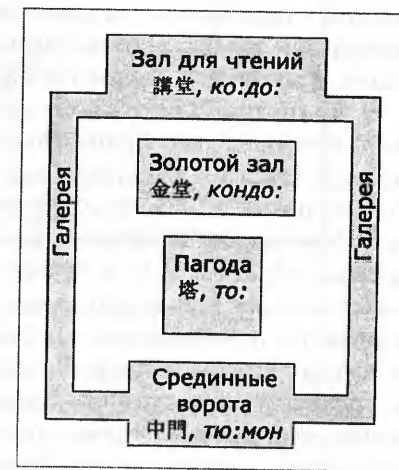 Зал для чтений
講堂, ко:до:
Галерея
Золотой зал
金堂, кондо:
Галерея
Пагода
塔, то:
Срединные
ворота
中門, тю:мон